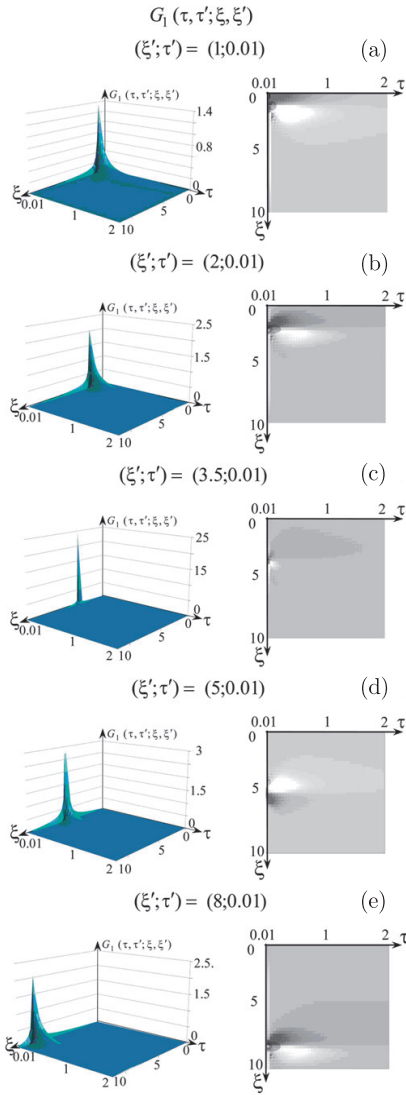 G₁ (τ, τ′; ξ, ξ′)
(ξ′; τ′) = (1; 0.01) (a)
G₁ (τ, τ′; ξ, ξ′)
1.4
0.8
0
ξ 0.01 1 2 10 5 0 τ
0.01 1 2 τ
0
5
10
ξ
(ξ′; τ′) = (2; 0.01) (b)
G₁ (τ, τ′; ξ, ξ′)
2.5
1.5
0
ξ 0.01 1 2 10 5 0 τ
0.01 1 2 τ
0
5
10
ξ
(ξ′; τ′) = (3.5; 0.01) (c)
G₁ (τ, τ′; ξ, ξ′)
25
15
0
ξ 0.01 1 2 10 5 0 τ
0.01 1 2 τ
0
5
10
ξ
(ξ′; τ′) = (5; 0.01) (d)
G₁ (τ, τ′; ξ, ξ′)
3
1.5
0
ξ 0.01 1 2 10 5 0 τ
0.01 1 2 τ
0
5
10
ξ
(ξ′; τ′) = (8; 0.01) (e)
G₁ (τ, τ′; ξ, ξ′)
2.5.
1.5
0
ξ 0.01 1 2 10 5 0 τ
0.01 1 2 τ
0
5
10
ξ